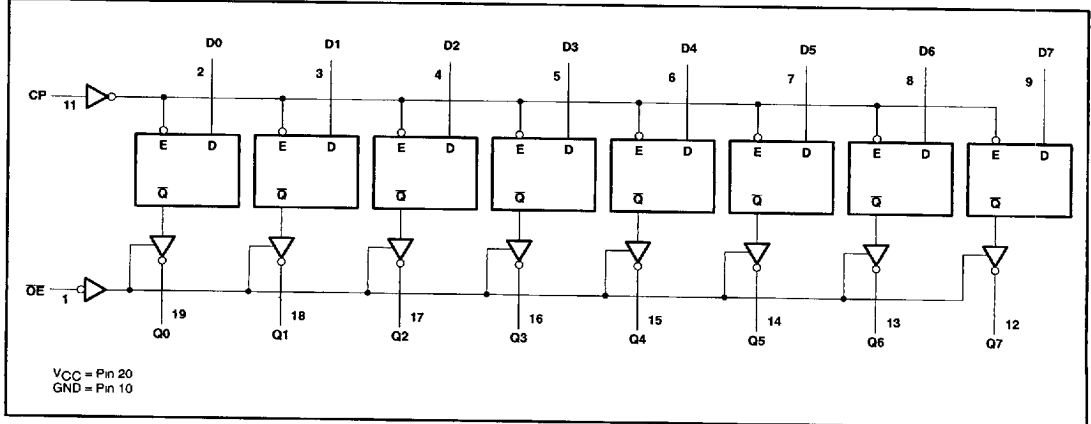 D0 D1 D2 D3 D4 D5 D6 D7
2 3 4 5 6 7 8 9
CP
11
E D E D E D E D E D E D E D E D
Q̅ Q̅ Q̅ Q̅ Q̅ Q̅ Q̅ Q̅
O̅E̅
1
19 18 17 16 15 14 13 12
Q0 Q1 Q2 Q3 Q4 Q5 Q6 Q7
VCC = Pin 20
GND = Pin 10